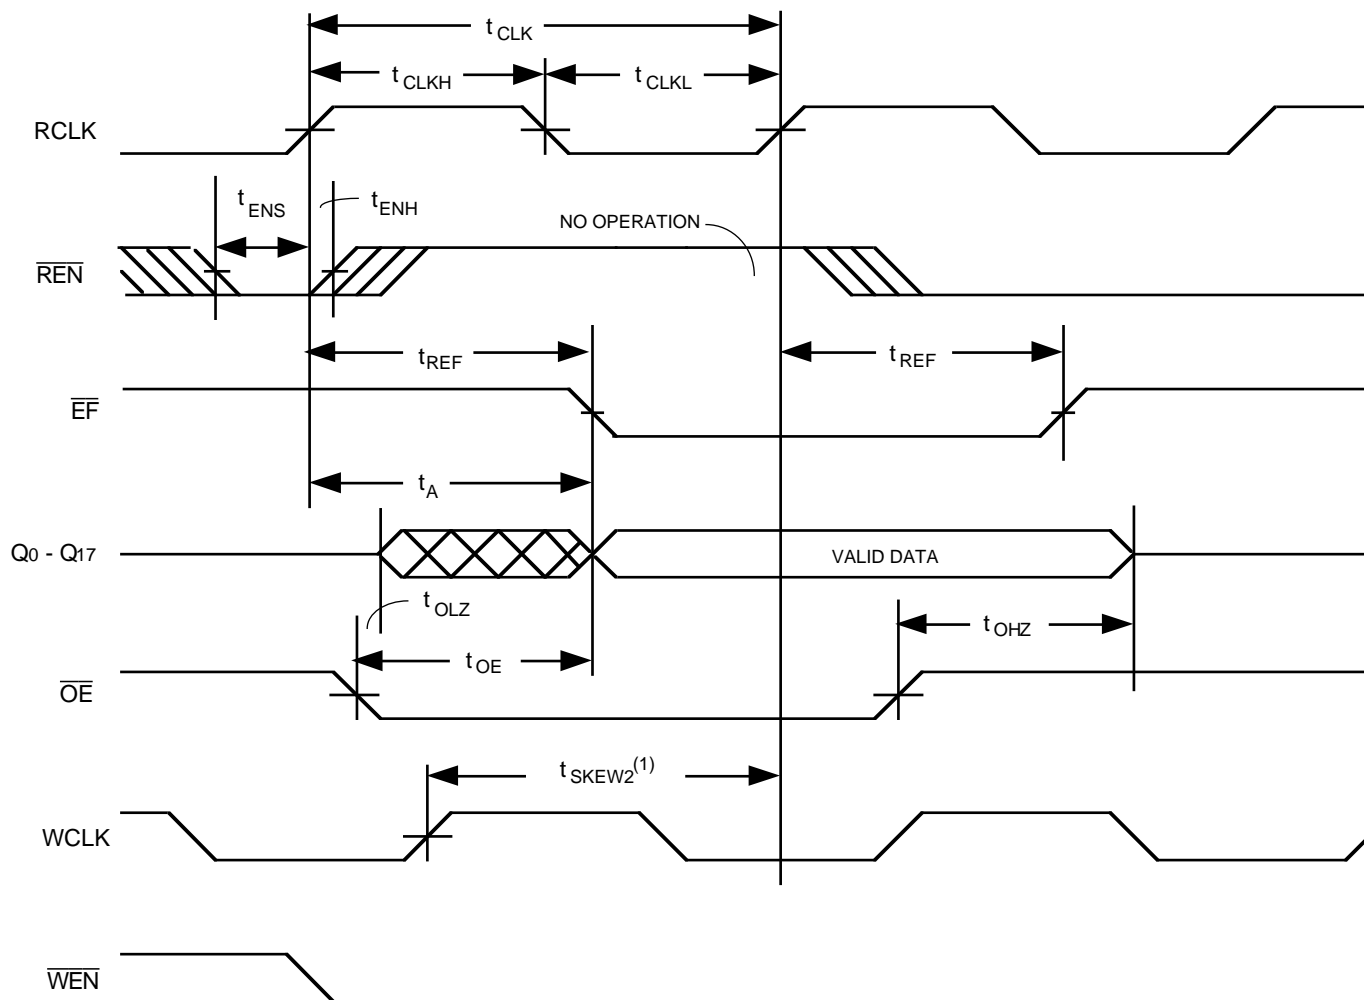 tCLK
tCLKH
tCLKL
RCLK
tENS
tENH
NO OPERATION
REN
tREF
tREF
EF
tA
Q0 - Q17
VALID DATA
tOLZ
tOHZ
tOE
OE
tSKEW2(1)
WCLK
WEN